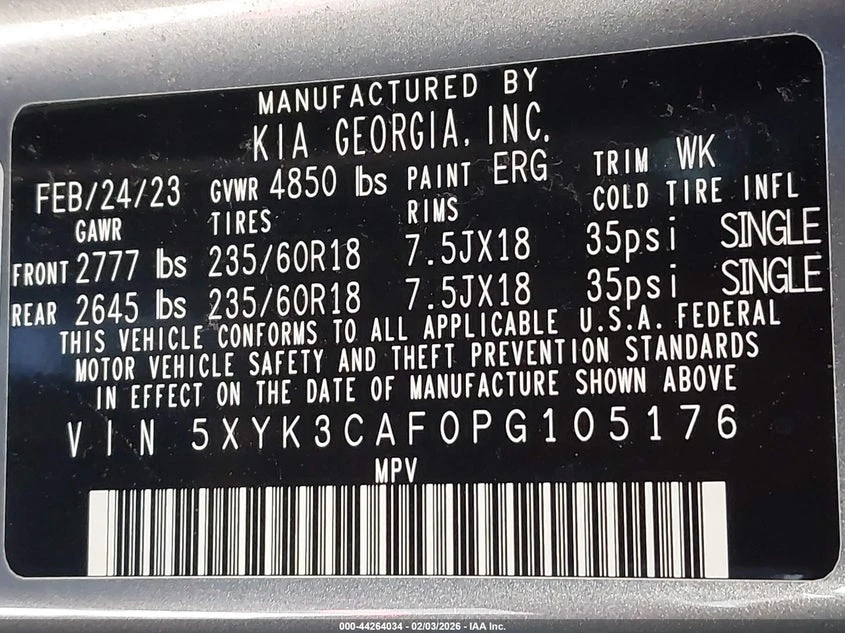 MANUFACTURED BY
KIA GEORGIA, INC.
FEB/24/23 GVWR 4850 lbs PAINT ERG TRIM WK
GAWR TIRES RIMS COLD TIRE INFL
FRONT 2777 lbs 235/60R18 7.5JX18 35psi SINGLE
REAR 2645 lbs 235/60R18 7.5JX18 35psi SINGLE
THIS VEHICLE CONFORMS TO ALL APPLICABLE U.S.A. FEDERAL
MOTOR VEHICLE SAFETY AND THEFT PREVENTION STANDARDS
IN EFFECT ON THE DATE OF MANUFACTURE SHOWN ABOVE
VIN 5XYK3CAF0PG105176
MPV
000-44264034 - 02/03/2026 - IAA Inc.